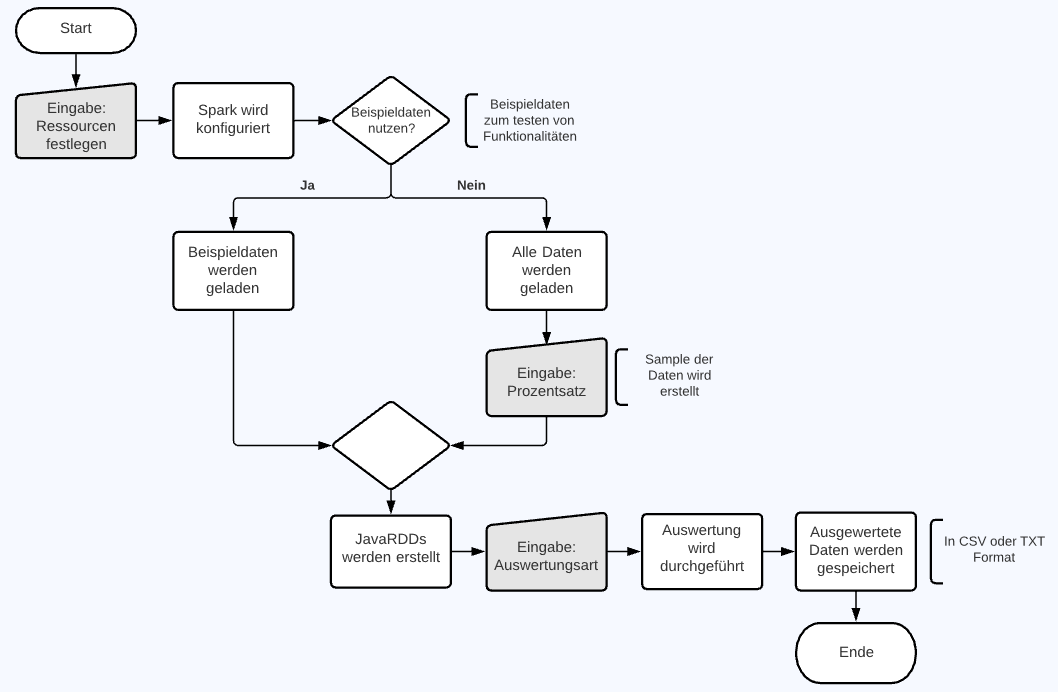 Start
Eingabe:
Ressourcen
festlegen
Spark wird
konfiguriert
Beispieldaten
nutzen?
Beispieldaten
zum testen von
Funktionalitäten
Ja
Nein
Beispieldaten
werden
geladen
Alle Daten
werden
geladen
Eingabe:
Prozentsatz
Sample der
Daten wird
erstellt
JavaRDDs
werden erstellt
Eingabe:
Auswertungsart
Auswertung
wird
durchgeführt
Ausgewertete
Daten werden
gespeichert
In CSV oder TXT
Format
Ende